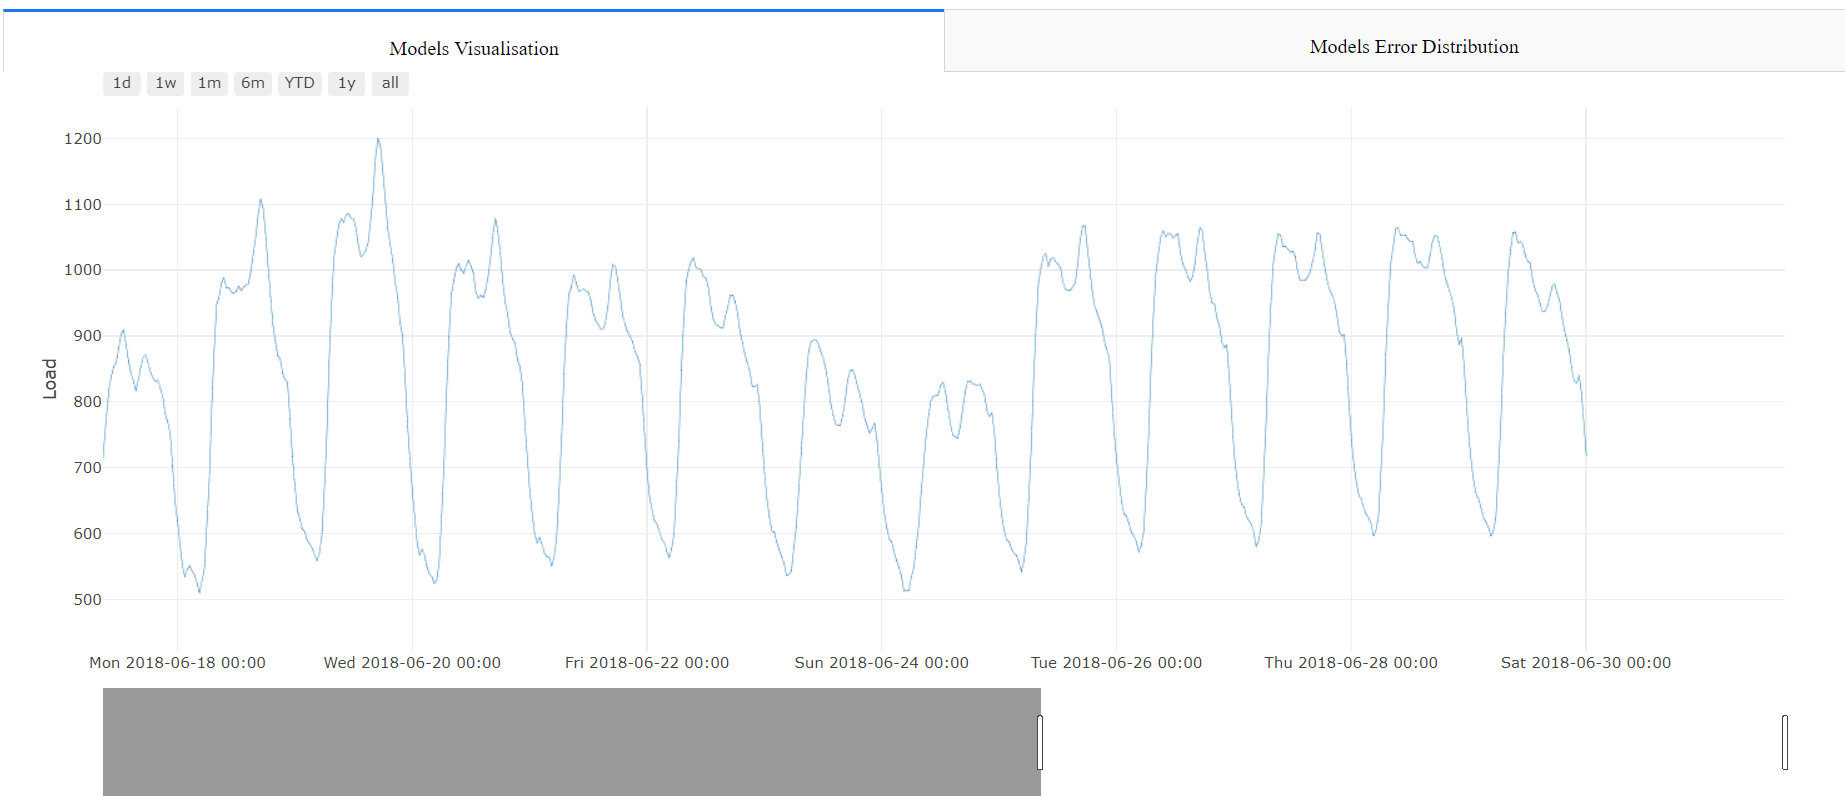 Models Visualisation
Models Error Distribution
1d 1w 1m 6m YTD 1y all
1200
1100
1000
900
800
700
600
500
Load
Mon 2018-06-18 00:00 Wed 2018-06-20 00:00 Fri 2018-06-22 00:00 Sun 2018-06-24 00:00 Tue 2018-06-26 00:00 Thu 2018-06-28 00:00 Sat 2018-06-30 00:00